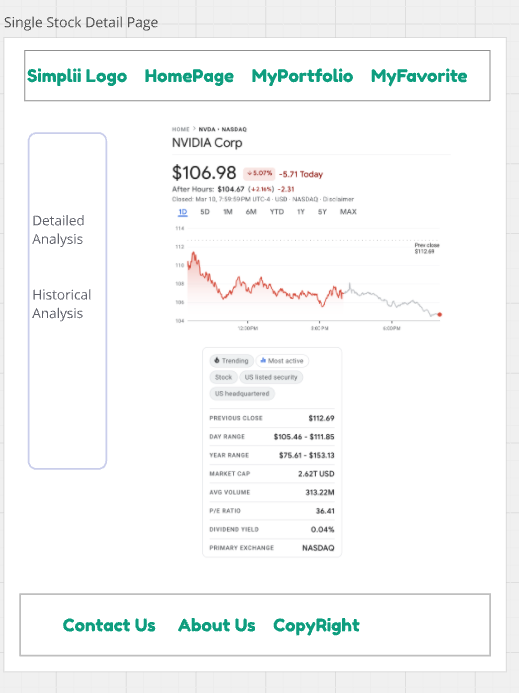 Single Stock Detail Page
Simplii Logo HomePage MyPortfolio MyFavorite
HOME > NVDA • NASDAQ
NVIDIA Corp
$106.98 ↓5.07% -5.71 Today
After Hours: $104.67 (↓2.16%) -2.31
Closed: Mar 10, 7:59:59 PM UTC-4 · USD · NASDAQ · Disclaimer
1D 5D 1M 6M YTD 1Y 5Y MAX
114
112
110
108
106
104
Prev close
$112.69
12:00 PM 3:00 PM 6:00 PM
Detailed
Analysis
Historical
Analysis
Trending Most active
Stock US listed security
US headquartered
PREVIOUS CLOSE $112.69
DAY RANGE $105.46 - $111.85
YEAR RANGE $75.61 - $153.13
MARKET CAP 2.62T USD
AVG VOLUME 313.22M
P/E RATIO 36.41
DIVIDEND YIELD 0.04%
PRIMARY EXCHANGE NASDAQ
Contact Us About Us CopyRight